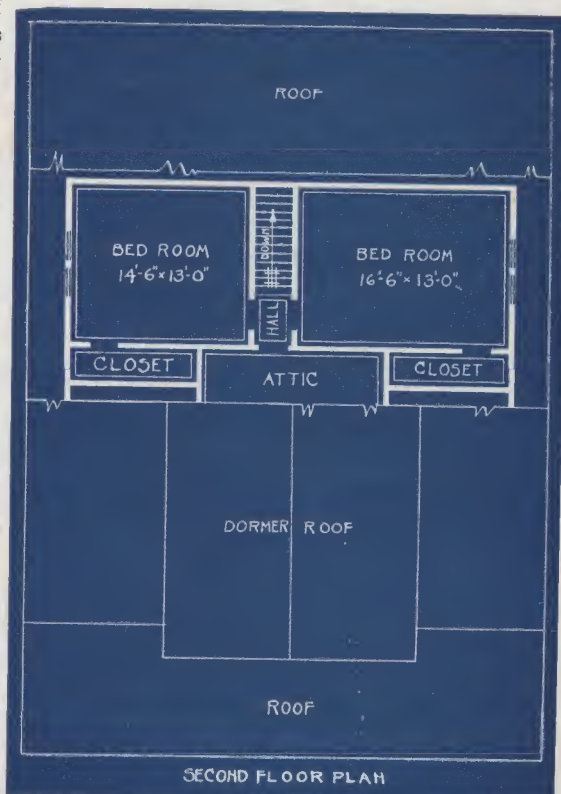 ROOF
BED ROOM
14'-6" x 13'-0"
DOWN
BED ROOM
16'-6" x 13'-0"
HALL
CLOSET
ATTIC
CLOSET
DORMER ROOF
ROOF
SECOND FLOOR PLAN